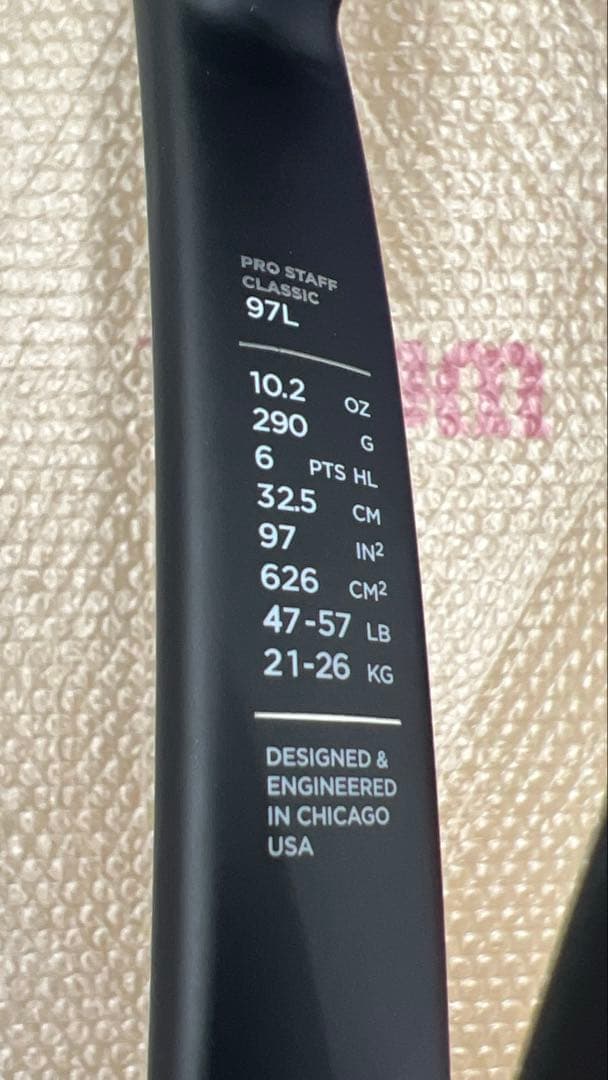 PRO STAFF
CLASSIC
97L
10.2 OZ
290 G
6 PTS HL
32.5 CM
97 IN²
626 CM²
47-57 LB
21-26 KG
DESIGNED &
ENGINEERED
IN CHICAGO
USA